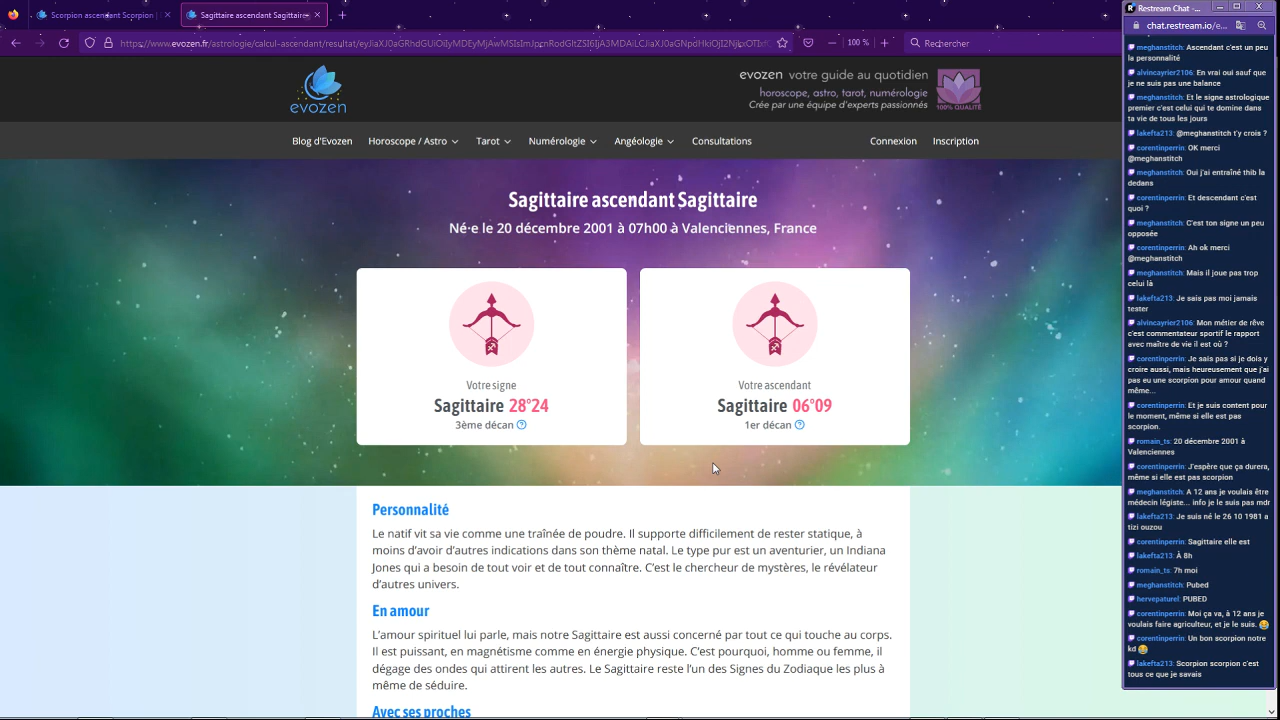 Scorpion ascendant Scorpion |
Sagittaire ascendant Sagittaire
https://www.evozen.fr/astrologie/calcul-ascendant/resultat/
100 %
Rechercher
evozen
evozen votre guide au quotidien
horoscope, astro, tarot, numérologie
Crée par une équipe d'experts passionnés
100% QUALITÉ
Blog d'Evozen
Horoscope / Astro
Tarot
Numérologie
Angéologie
Consultations
Connexion
Inscription
Sagittaire ascendant Sagittaire
Né·e le 20 décembre 2001 à 07h00 à Valenciennes, France
Votre signe
Sagittaire 28°24
3ème décan
Votre ascendant
Sagittaire 06°09
1er décan
Personnalité
Le natif vit sa vie comme une traînée de poudre. Il supporte difficilement de rester statique, à
moins d'avoir d'autres indications dans son thème natal. Le type pur est un aventurier, un Indiana
Jones qui a besoin de tout voir et de tout connaître. C'est le chercheur de mystères, le révélateur
d'autres univers.
En amour
L'amour spirituel lui parle, mais notre Sagittaire est aussi concerné par tout ce qui touche au corps.
Il est puissant, en magnétisme comme en énergie physique. C'est pourquoi, homme ou femme, il
dégage des ondes qui attirent les autres. Le Sagittaire reste l'un des Signes du Zodiaque les plus à
même de séduire.
Avec ses proches
Restream Chat -...
chat.restream.io/e
meghanstitch: Ascendant c'est un peu
la personnalité
alvincayrier2106: En vrai oui sauf que
je ne suis pas une balance
meghanstitch: Et le signe astrologique
premier c'est celui qui te domine dans
ta vie de tous les jours
lakefta213: @meghanstitch t'y crois ?
corentinperrin: OK merci
@meghanstitch
meghanstitch: Oui j'ai entraîné thib la
dedans
corentinperrin: Et descendant c'est
quoi ?
meghanstitch: C'est ton signe un peu
opposée
corentinperrin: Ah ok merci
@meghanstitch
meghanstitch: Mais il joue pas trop
celui là
lakefta213: Je sais pas moi jamais
tester
alvincayrier2106: Mon métier de rêve
c'est commentateur sportif le rapport
avec maître de vie il est où ?
corentinperrin: Je sais pas si je dois y
croire aussi, mais heureusement que j'ai
pas eu une scorpion pour amour quand
même...
corentinperrin: Et je suis content pour
le moment, même si elle est pas
scorpion.
romain_ts: 20 décembre 2001 à
Valenciennes
corentinperrin: J'espère que ça durera,
même si elle est pas scorpion
meghanstitch: A 12 ans je voulais être
médecin légiste... info je le suis pas mdr
lakefta213: Je suis né le 26 10 1981 a
tizi ouzou
corentinperrin: Sagittaire elle est
lakefta213: À 8h
romain_ts: 7h moi
meghanstitch: Pubed
hervepaturel: PUBED
corentinperrin: Moi ça va, à 12 ans je
voulais faire agriculteur, et je le suis. 😂
corentinperrin: Un bon scorpion notre
kd 😂
lakefta213: Scorpion scorpion c'est
tous ce que je savais